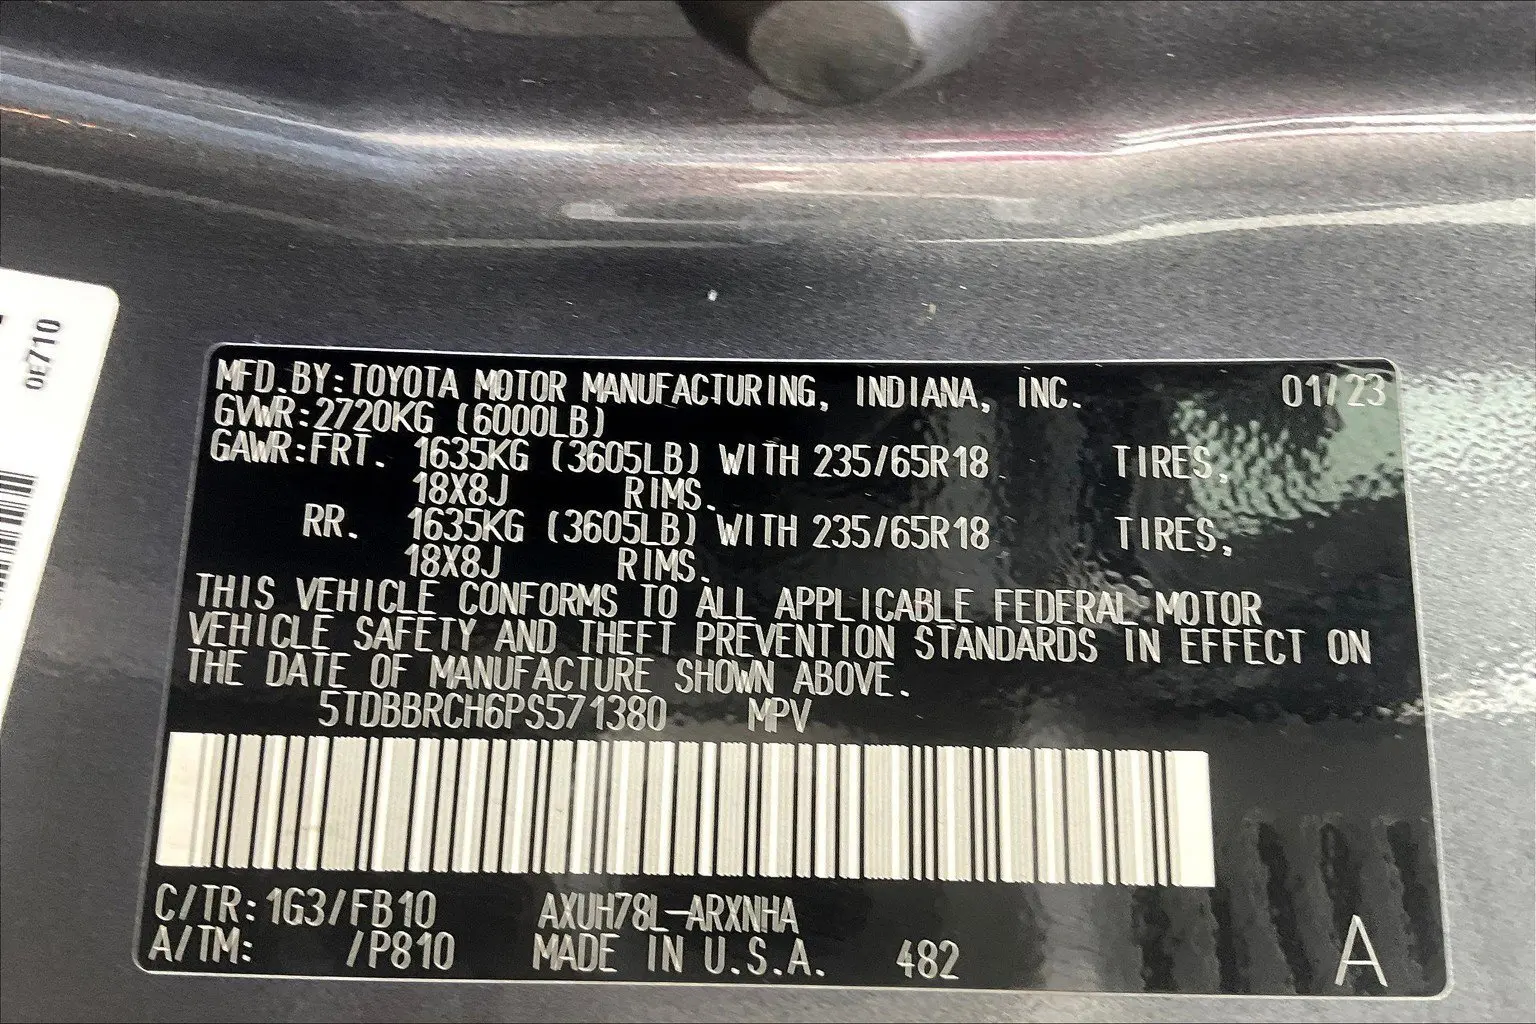 0E710
MFD.BY:TOYOTA MOTOR MANUFACTURING, INDIANA, INC. 01/23
GVWR:2720KG (6000LB)
GAWR:FRT. 1635KG (3605LB) WITH 235/65R18 TIRES,
18X8J RIMS.
RR. 1635KG (3605LB) WITH 235/65R18 TIRES,
18X8J RIMS.
THIS VEHICLE CONFORMS TO ALL APPLICABLE FEDERAL MOTOR
VEHICLE SAFETY AND THEFT PREVENTION STANDARDS IN EFFECT ON
THE DATE OF MANUFACTURE SHOWN ABOVE.
5TDBBRCH6PS571380 MPV
C/TR:1G3/FB10 AXUH78L-ARXNHA
A/TM: /P810 MADE IN U.S.A. 482 A